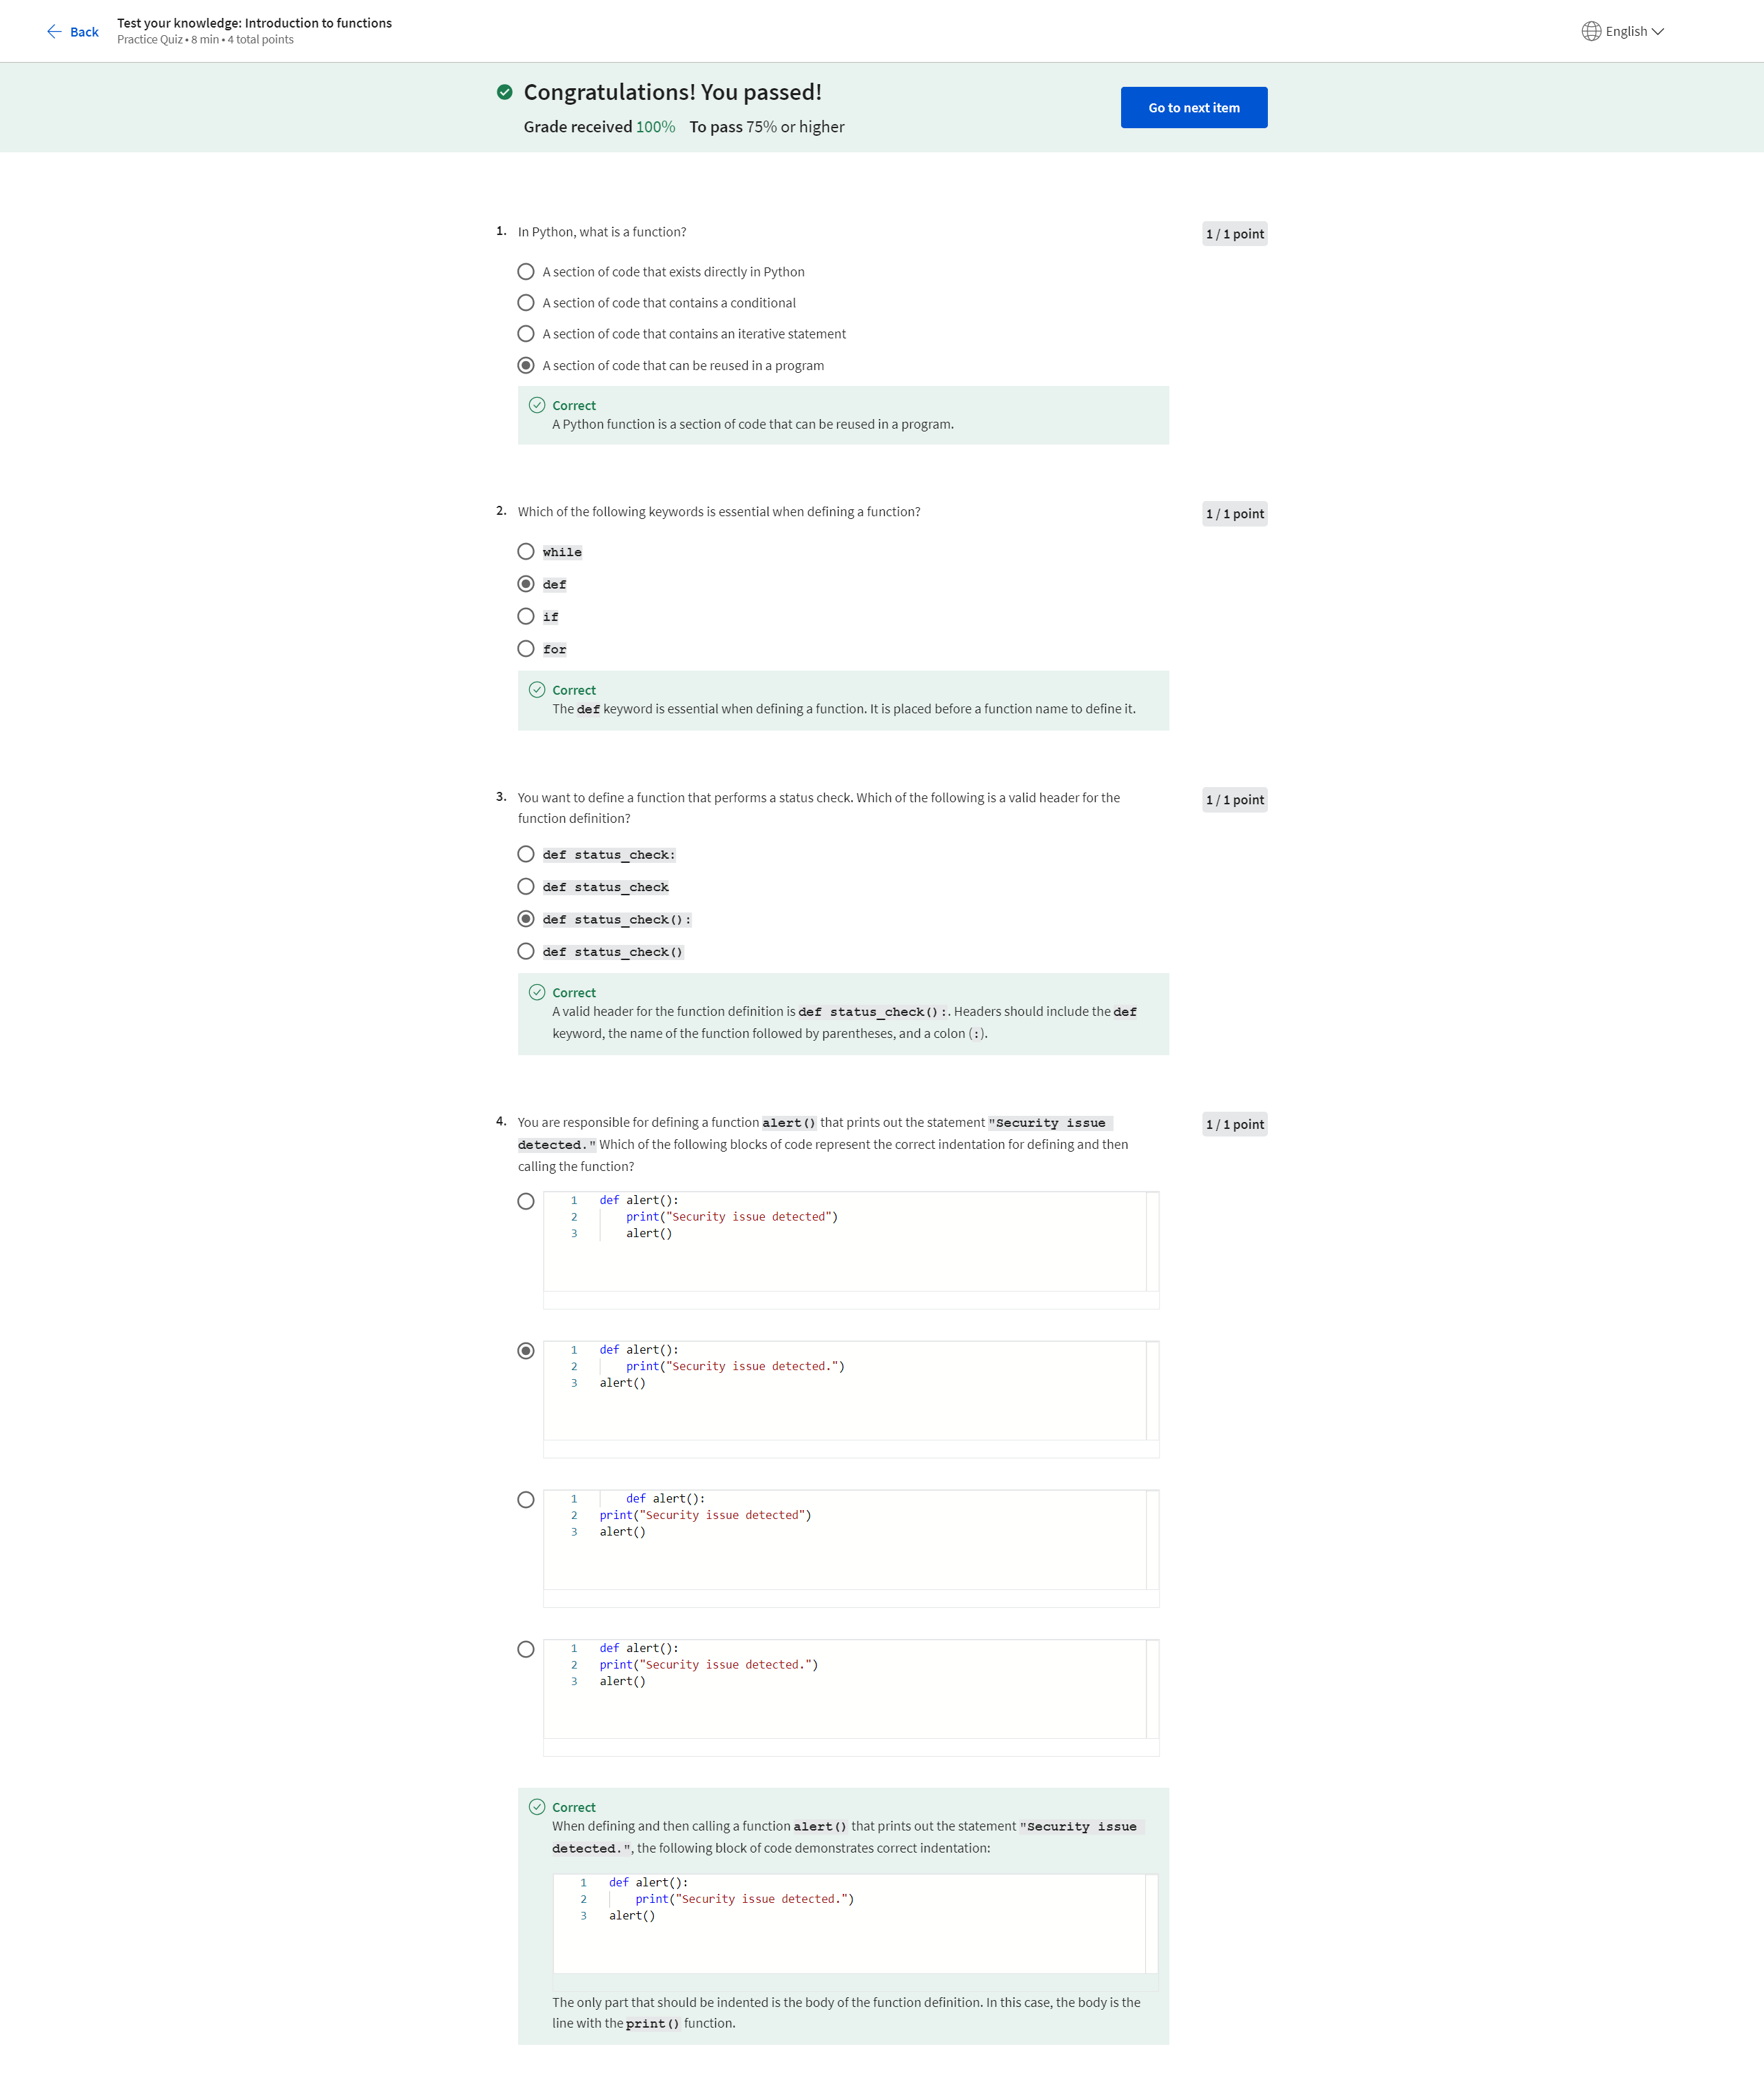 Back
Test your knowledge: Introduction to functions
Practice Quiz • 8 min • 4 total points
English
Congratulations! You passed!
Grade received 100% To pass 75% or higher
Go to next item
1. In Python, what is a function?
1 / 1 point
A section of code that exists directly in Python
A section of code that contains a conditional
A section of code that contains an iterative statement
A section of code that can be reused in a program
Correct
A Python function is a section of code that can be reused in a program.
2. Which of the following keywords is essential when defining a function?
1 / 1 point
while
def
if
for
Correct
The def keyword is essential when defining a function. It is placed before a function name to define it.
3. You want to define a function that performs a status check. Which of the following is a valid header for the
function definition?
1 / 1 point
def status_check:
def status_check
def status_check():
def status_check()
Correct
A valid header for the function definition is def status_check():. Headers should include the def
keyword, the name of the function followed by parentheses, and a colon (:).
4. You are responsible for defining a function alert() that prints out the statement "Security issue
detected." Which of the following blocks of code represent the correct indentation for defining and then
calling the function?
1 / 1 point
1 def alert():
2     print("Security issue detected")
3     alert()
1 def alert():
2     print("Security issue detected.")
3 alert()
1     def alert():
2 print("Security issue detected")
3 alert()
1 def alert():
2 print("Security issue detected.")
3 alert()
Correct
When defining and then calling a function alert() that prints out the statement "Security issue
detected.", the following block of code demonstrates correct indentation:
1 def alert():
2     print("Security issue detected.")
3 alert()
The only part that should be indented is the body of the function definition. In this case, the body is the
line with the print() function.